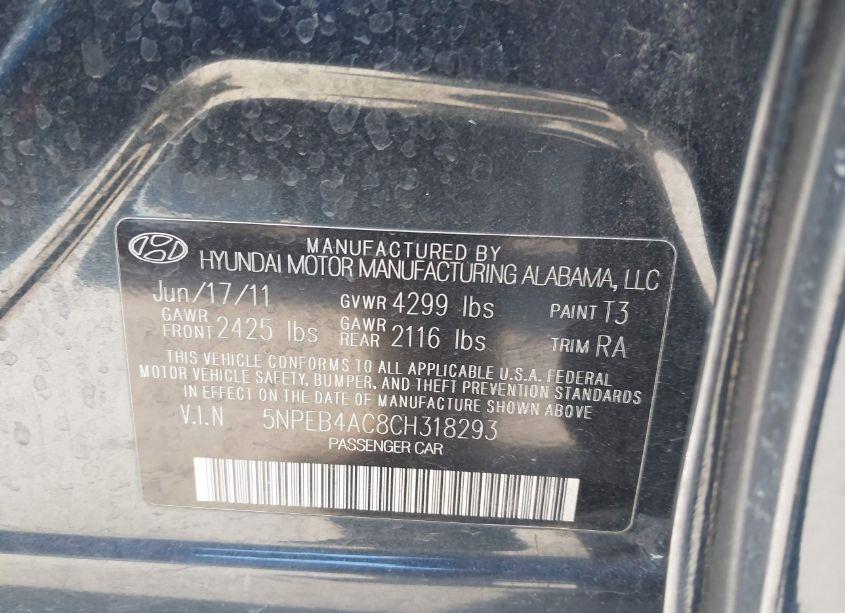 MANUFACTURED BY
HYUNDAI MOTOR MANUFACTURING ALABAMA, LLC
Jun/17/11 GVWR 4299 lbs PAINT T3
GAWR FRONT 2425 lbs GAWR REAR 2116 lbs TRIM RA
THIS VEHICLE CONFORMS TO ALL APPLICABLE U.S.A. FEDERAL
MOTOR VEHICLE SAFETY, BUMPER, AND THEFT PREVENTION STANDARDS
IN EFFECT ON THE DATE OF MANUFACTURE SHOWN ABOVE
V.I.N 5NPEB4AC8CH318293
PASSENGER CAR